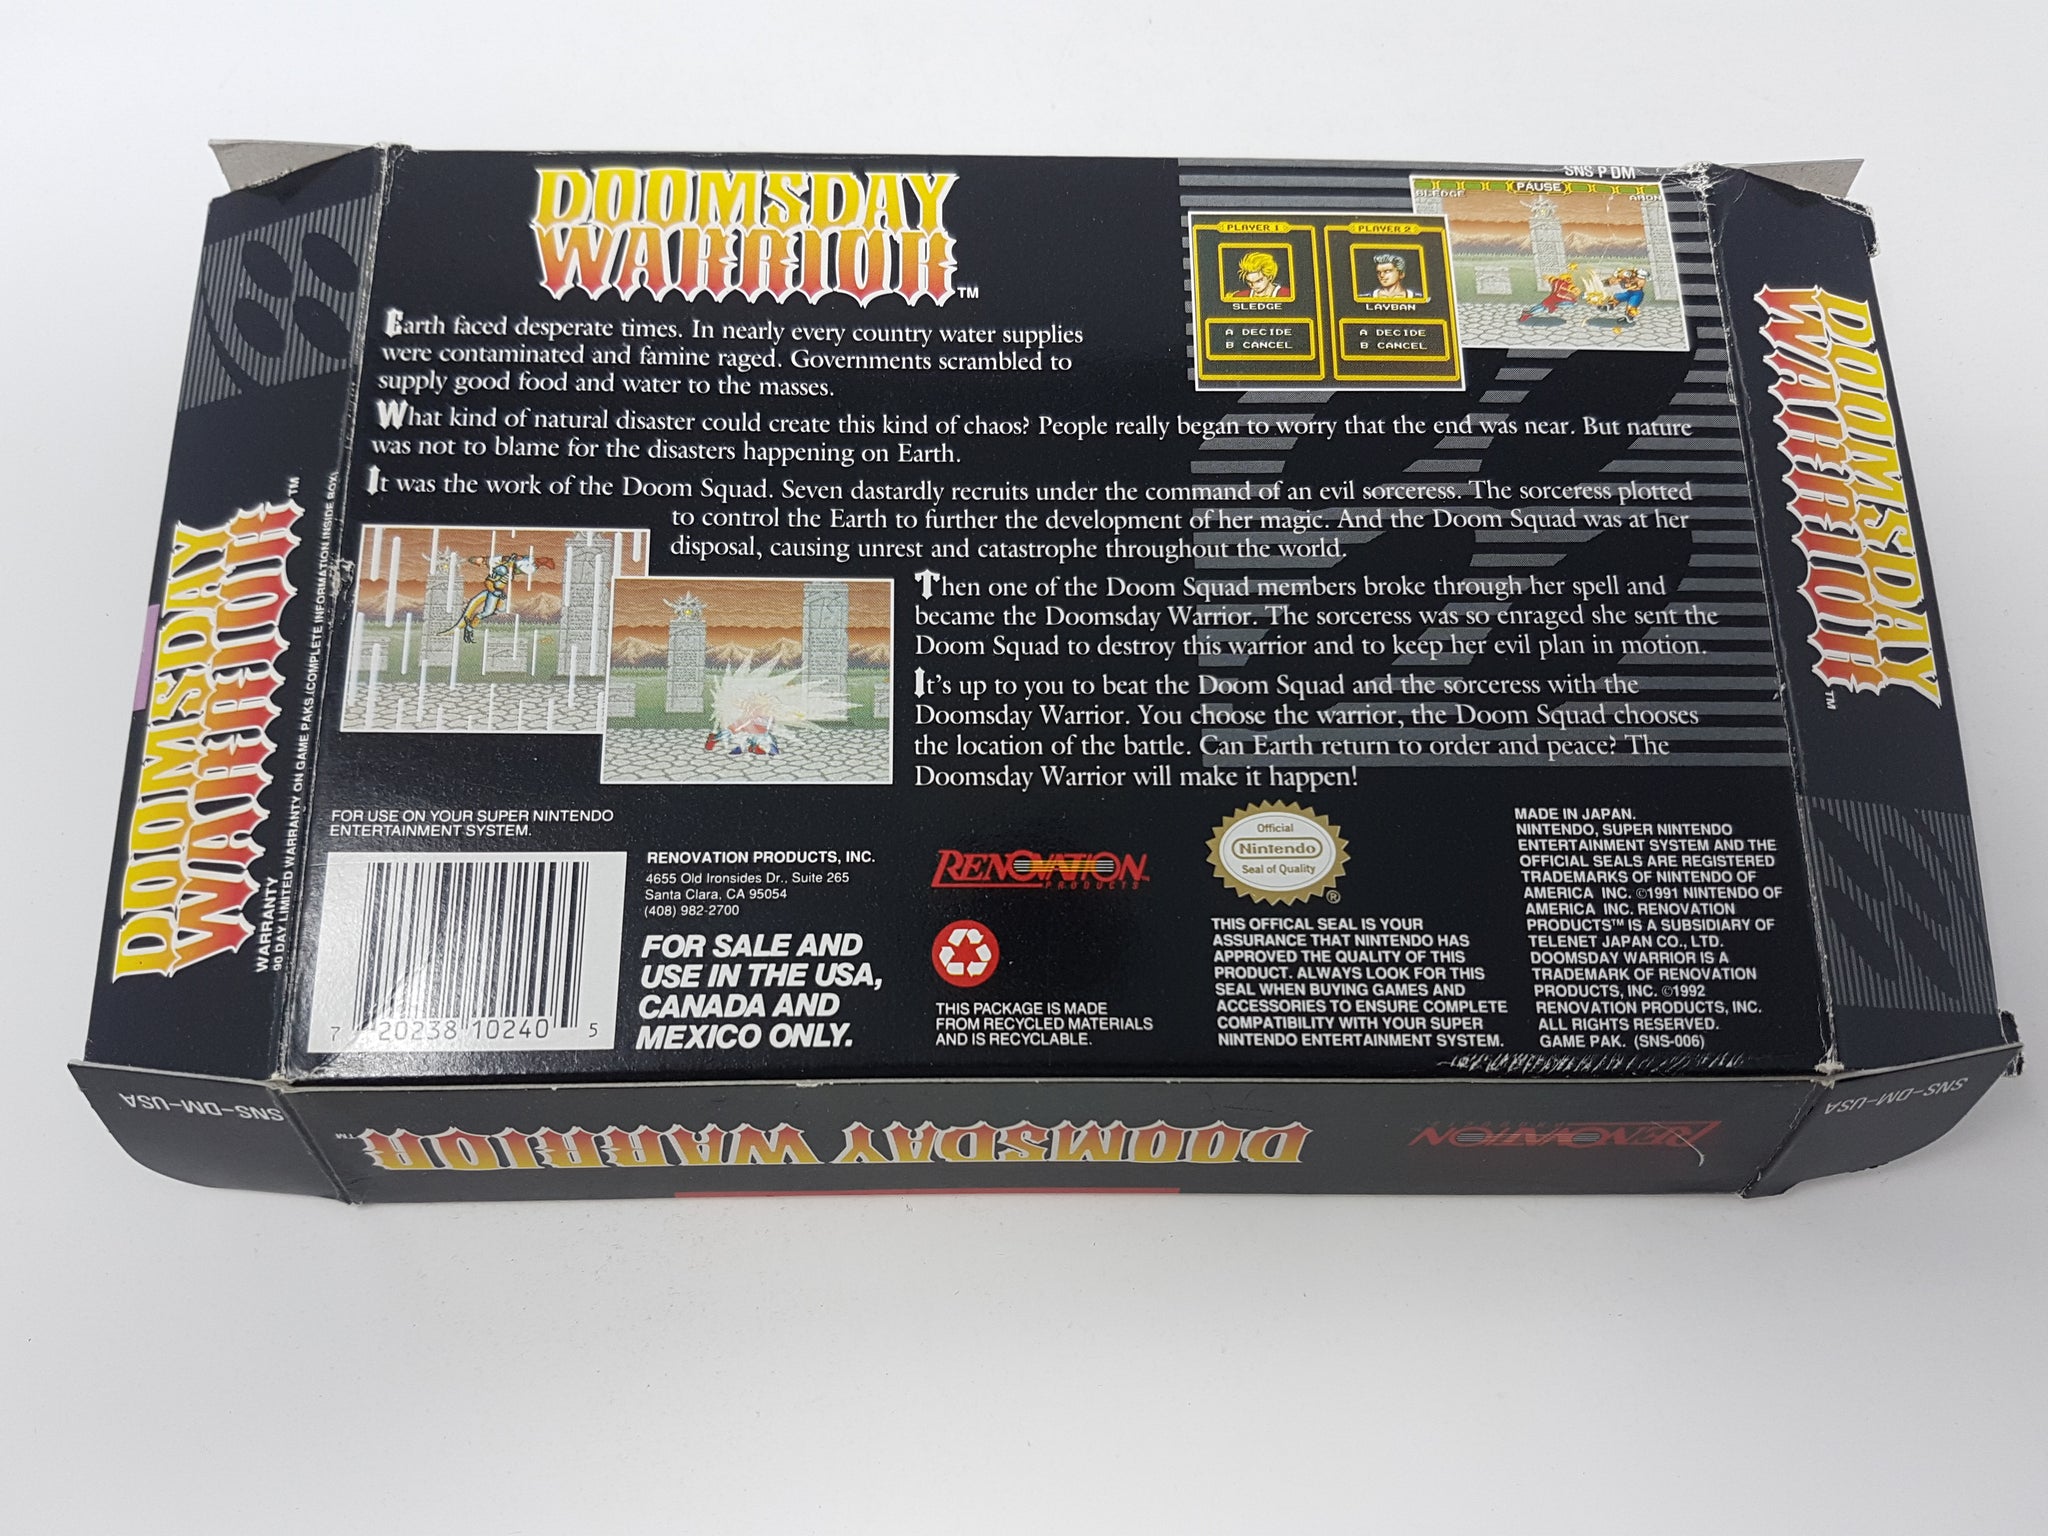 DOOMSDAY
WARRIOR™
Earth faced desperate times. In nearly every country water supplies
were contaminated and famine raged. Governments scrambled to
supply good food and water to the masses.
What kind of natural disaster could create this kind of chaos? People really began to worry that the end was near. But nature
was not to blame for the disasters happening on Earth.
It was the work of the Doom Squad. Seven dastardly recruits under the command of an evil sorceress. The sorceress plotted
to control the Earth to further the development of her magic. And the Doom Squad was at her
disposal, causing unrest and catastrophe throughout the world.
Then one of the Doom Squad members broke through her spell and
became the Doomsday Warrior. The sorceress was so enraged she sent the
Doom Squad to destroy this warrior and to keep her evil plan in motion.
It's up to you to beat the Doom Squad and the sorceress with the
Doomsday Warrior. You choose the warrior, the Doom Squad chooses
the location of the battle. Can Earth return to order and peace? The
Doomsday Warrior will make it happen!
SNS P DM
SLEDGE PAUSE AMON
PLAYER 1 PLAYER 2
SLEDGE LAYBAN
A DECIDE A DECIDE
B CANCEL B CANCEL
FOR USE ON YOUR SUPER NINTENDO
ENTERTAINMENT SYSTEM.
7 20238 10240 5
RENOVATION PRODUCTS, INC.
4655 Old Ironsides Dr., Suite 265
Santa Clara, CA 95054
(408) 982-2700
FOR SALE AND
USE IN THE USA,
CANADA AND
MEXICO ONLY.
RENOVATION
PRODUCTS
THIS PACKAGE IS MADE
FROM RECYCLED MATERIALS
AND IS RECYCLABLE.
Official
Nintendo
Seal of Quality
®
THIS OFFICAL SEAL IS YOUR
ASSURANCE THAT NINTENDO HAS
APPROVED THE QUALITY OF THIS
PRODUCT. ALWAYS LOOK FOR THIS
SEAL WHEN BUYING GAMES AND
ACCESSORIES TO ENSURE COMPLETE
COMPATIBILITY WITH YOUR SUPER
NINTENDO ENTERTAINMENT SYSTEM.
MADE IN JAPAN.
NINTENDO, SUPER NINTENDO
ENTERTAINMENT SYSTEM AND THE
OFFICIAL SEALS ARE REGISTERED
TRADEMARKS OF NINTENDO OF
AMERICA INC. ©1991 NINTENDO OF
AMERICA INC. RENOVATION
PRODUCTS™ IS A SUBSIDIARY OF
TELENET JAPAN CO., LTD.
DOOMSDAY WARRIOR IS A
TRADEMARK OF RENOVATION
PRODUCTS, INC. ©1992
RENOVATION PRODUCTS, INC.
ALL RIGHTS RESERVED.
GAME PAK. (SNS-006)
DOOMSDAY
WARRIOR™
WARRANTY
90 DAY LIMITED WARRANTY ON GAME PAKS (COMPLETE INFORMATION INSIDE BOX)
DOOMSDAY
WARRIOR™
SNS-DM-USA
DOOMSDAY WARRIOR™
RENOVATION
SNS-DM-USA